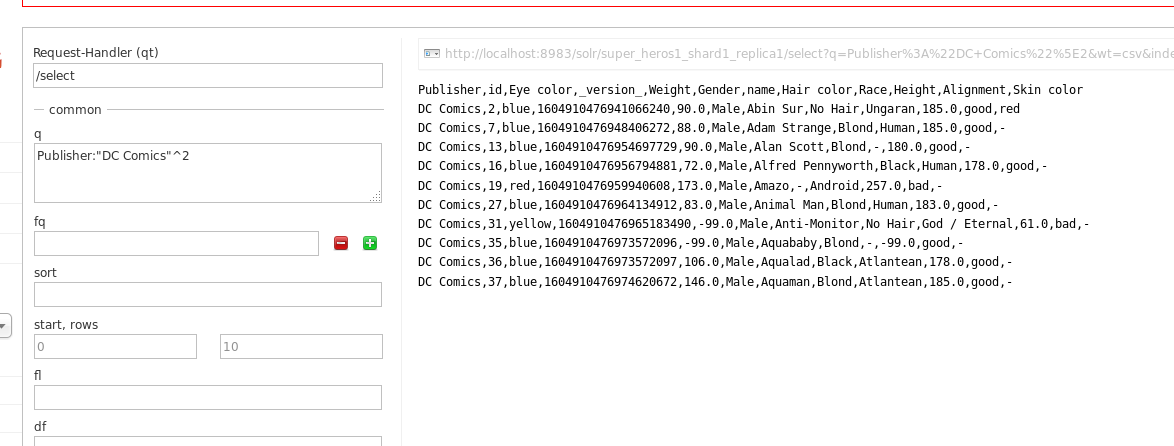 Request-Handler (qt)
/select
common
q
Publisher:"DC Comics"^2
fq
sort
start, rows
0 10
fl
df
http://localhost:8983/solr/super_heros1_shard1_replica1/select?q=Publisher%3A%22DC+Comics%22%5E2&wt=csv&inde
Publisher,id,Eye color,_version_,Weight,Gender,name,Hair color,Race,Height,Alignment,Skin color
DC Comics,2,blue,1604910476941066240,90.0,Male,Abin Sur,No Hair,Ungaran,185.0,good,red
DC Comics,7,blue,1604910476948406272,88.0,Male,Adam Strange,Blond,Human,185.0,good,-
DC Comics,13,blue,1604910476954697729,90.0,Male,Alan Scott,Blond,-,180.0,good,-
DC Comics,16,blue,1604910476956794881,72.0,Male,Alfred Pennyworth,Black,Human,178.0,good,-
DC Comics,19,red,1604910476959940608,173.0,Male,Amazo,-,Android,257.0,bad,-
DC Comics,27,blue,1604910476964134912,83.0,Male,Animal Man,Blond,Human,183.0,good,-
DC Comics,31,yellow,1604910476965183490,-99.0,Male,Anti-Monitor,No Hair,God / Eternal,61.0,bad,-
DC Comics,35,blue,1604910476973572096,-99.0,Male,Aquababy,Blond,-,-99.0,good,-
DC Comics,36,blue,1604910476973572097,106.0,Male,Aqualad,Black,Atlantean,178.0,good,-
DC Comics,37,blue,1604910476974620672,146.0,Male,Aquaman,Blond,Atlantean,185.0,good,-